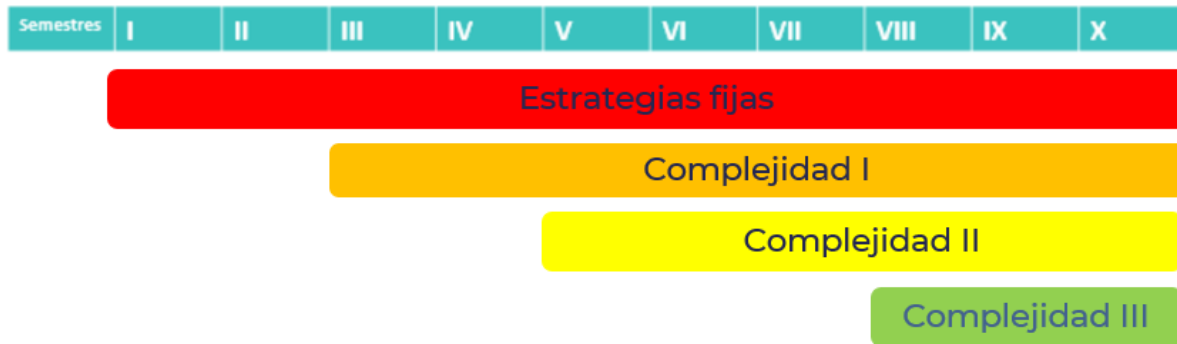 Semestres I II III IV V VI VII VIII IX X
Estrategias fijas
Complejidad I
Complejidad II
Complejidad III